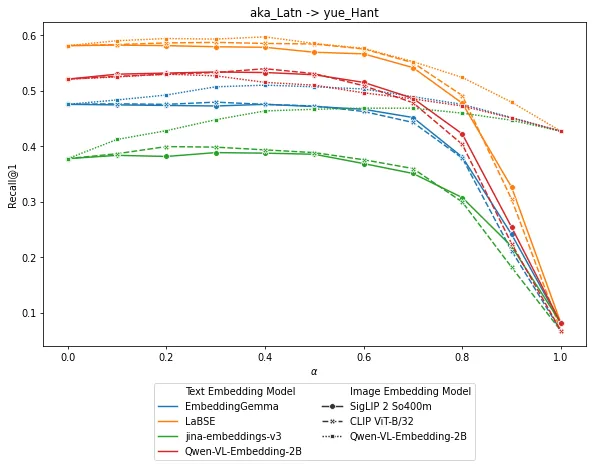 aka_Latn -> yue_Hant
Recall@1
0.6
0.5
0.4
0.3
0.2
0.1
0.0 0.2 0.4 0.6 0.8 1.0
α
Text Embedding Model
EmbeddingGemma
LaBSE
jina-embeddings-v3
Qwen-VL-Embedding-2B
Image Embedding Model
SigLIP 2 So400m
CLIP ViT-B/32
Qwen-VL-Embedding-2B